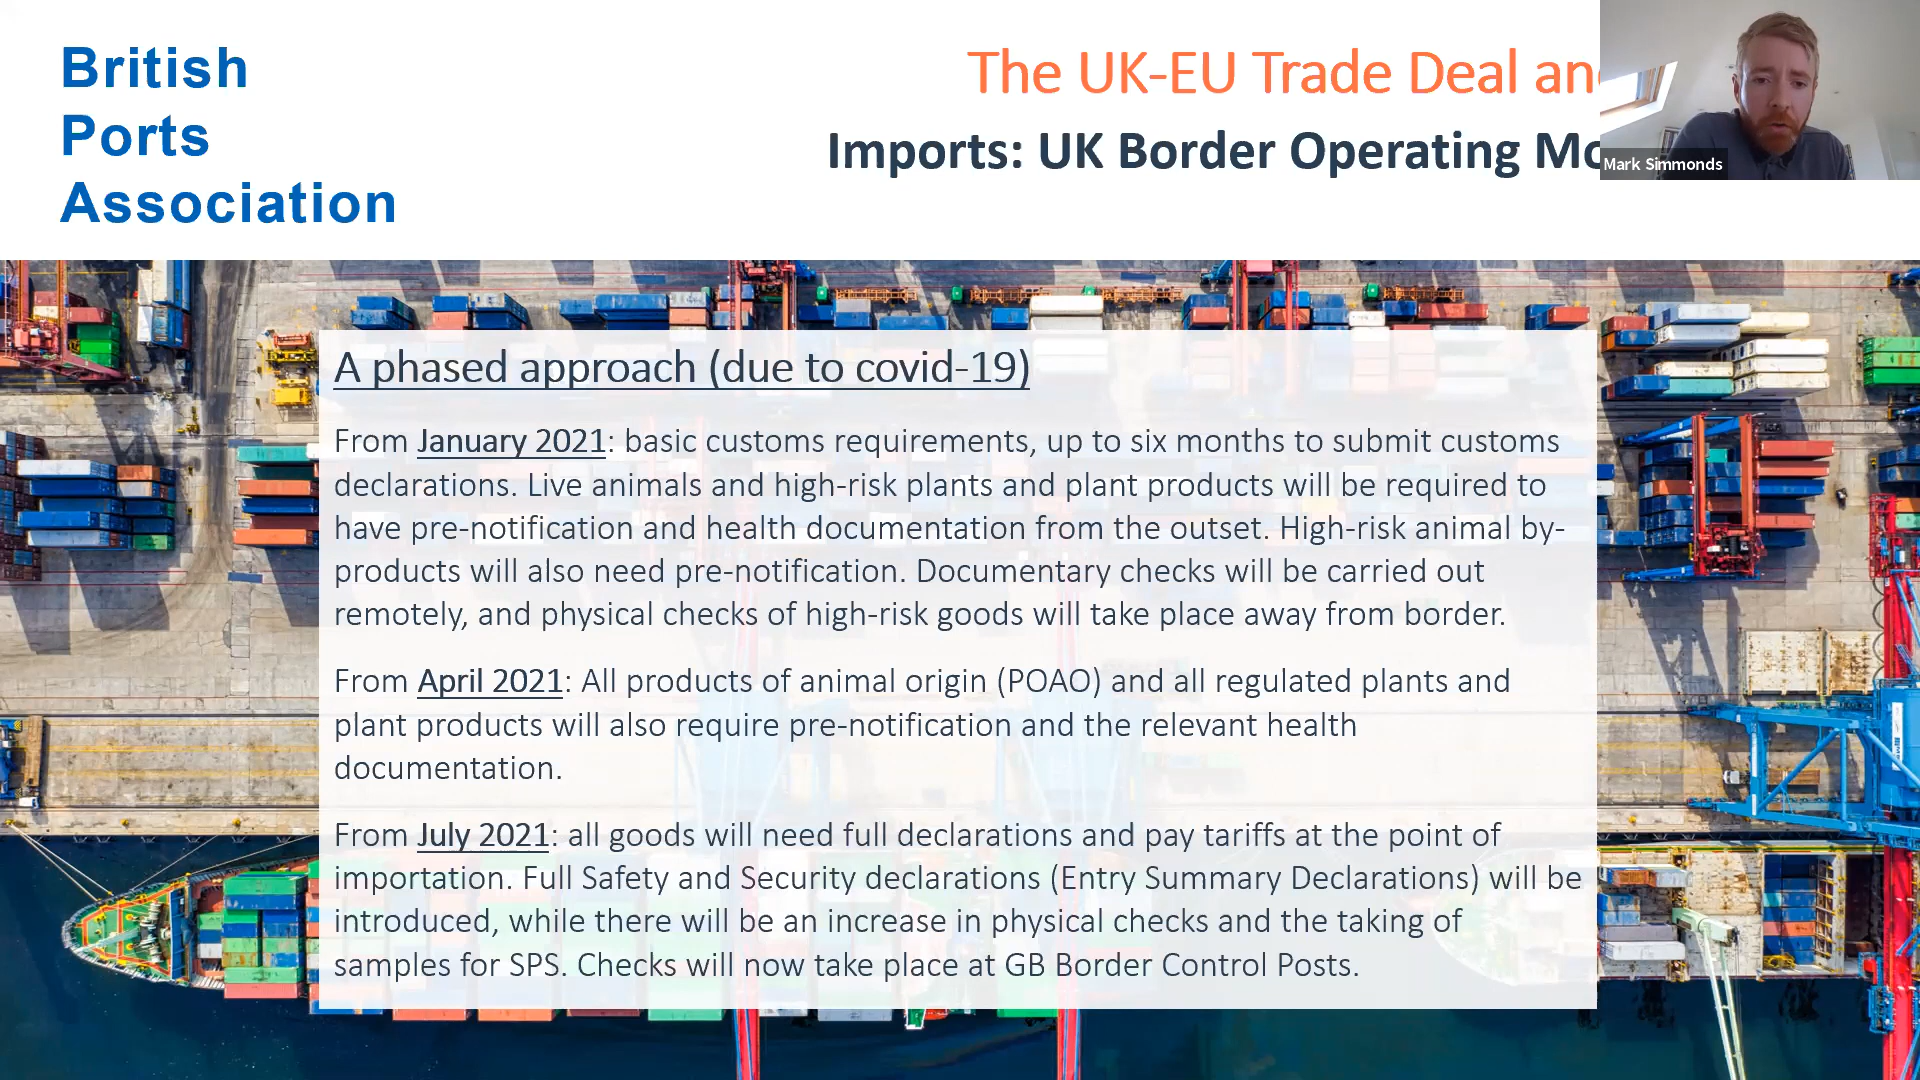 British
Ports
Association
The UK-EU Trade Deal
Imports: UK Border Operating
Mark Simmonds
A phased approach (due to covid-19)
From January 2021: basic customs requirements, up to six months to submit customs
declarations. Live animals and high-risk plants and plant products will be required to
have pre-notification and health documentation from the outset. High-risk animal by-
products will also need pre-notification. Documentary checks will be carried out
remotely, and physical checks of high-risk goods will take place away from border.
From April 2021: All products of animal origin (POAO) and all regulated plants and
plant products will also require pre-notification and the relevant health
documentation.
From July 2021: all goods will need full declarations and pay tariffs at the point of
importation. Full Safety and Security declarations (Entry Summary Declarations) will be
introduced, while there will be an increase in physical checks and the taking of
samples for SPS. Checks will now take place at GB Border Control Posts.